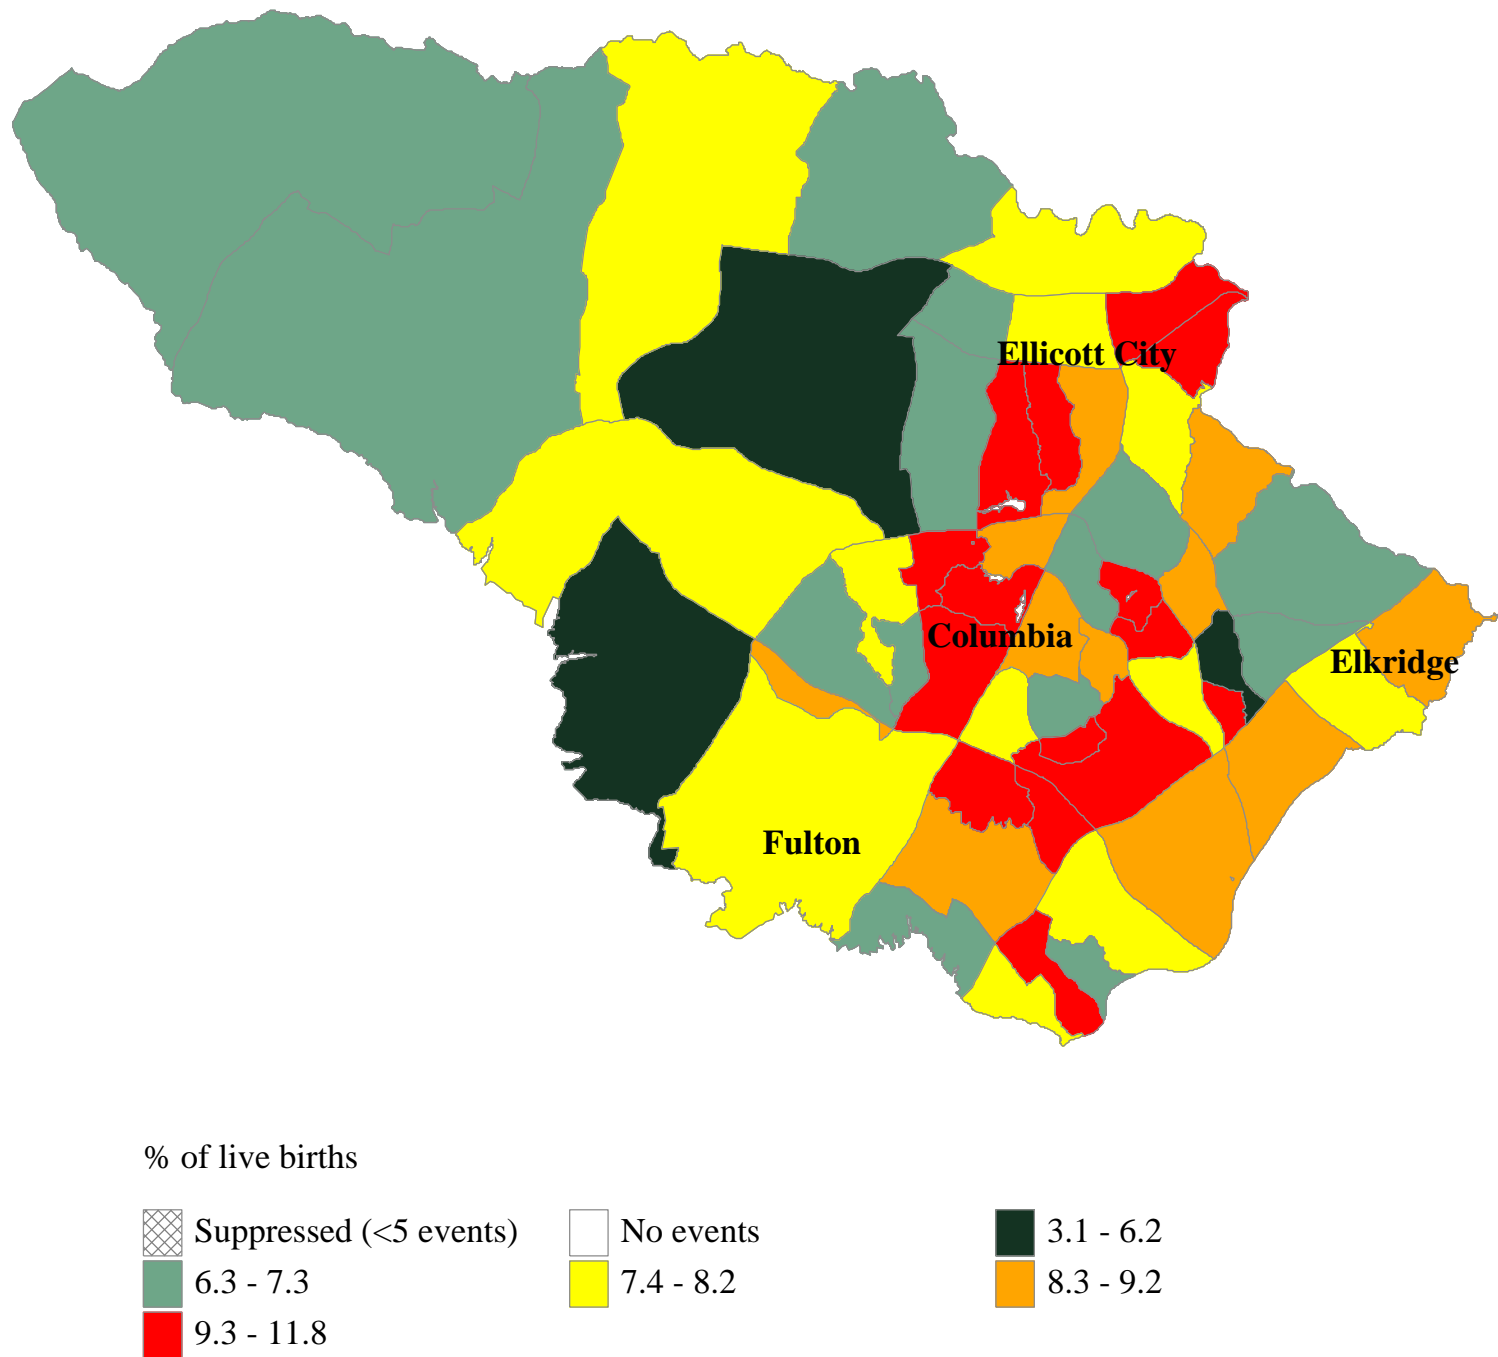 Ellicott City
Columbia
Elkridge
Fulton
% of live births
Suppressed (<5 events)
No events
3.1 - 6.2
6.3 - 7.3
7.4 - 8.2
8.3 - 9.2
9.3 - 11.8